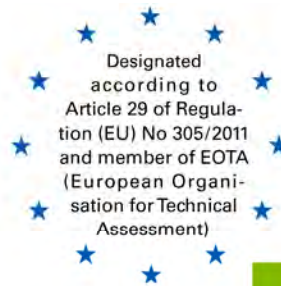 Designated
according to
Article 29 of Regula-
tion (EU) No 305/2011
and member of EOTA
(European Organi-
sation for Technical
Assessment)